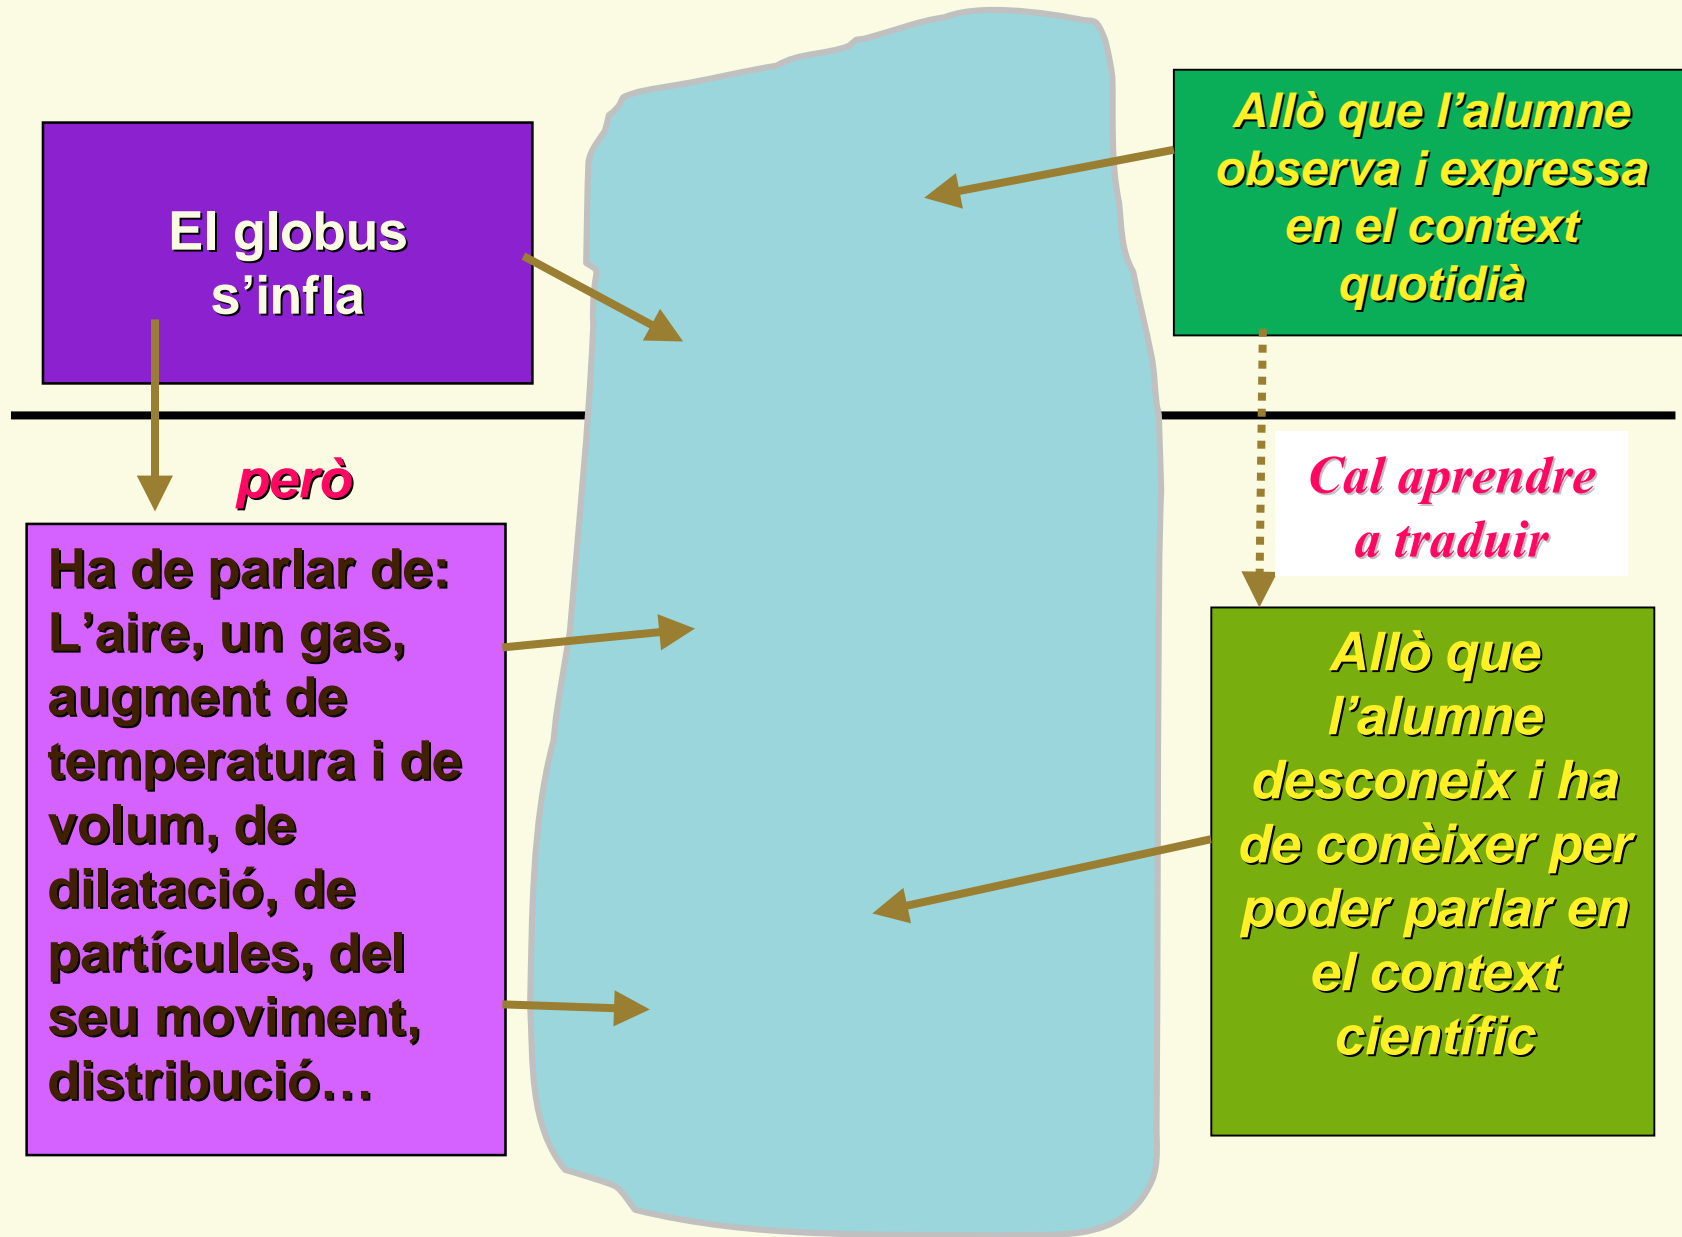 El globus
s’infla
Allò que l’alumne
observa i expressa
en el context
quotidià
però
Cal aprendre
a traduir
Ha de parlar de:
L’aire, un gas,
augment de
temperatura i de
volum, de
dilatació, de
partícules, del
seu moviment,
distribució…
Allò que
l’alumne
desconeix i ha
de conèixer per
poder parlar en
el context
científic